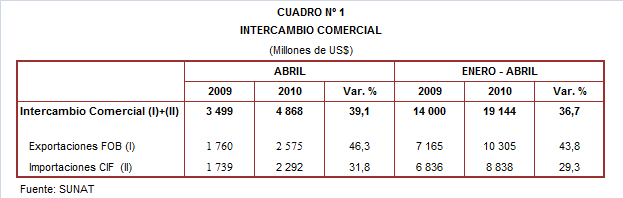 CUADRO Nº 1
INTERCAMBIO COMERCIAL
(Millones de US$)
ABRIL ENERO - ABRIL
2009 2010 Var. % 2009 2010 Var. %
Intercambio Comercial (I)+(II) 3 499 4 868 39,1 14 000 19 144 36,7
Exportaciones FOB (I) 1 760 2 575 46,3 7 165 10 305 43,8
Importaciones CIF (II) 1 739 2 292 31,8 6 836 8 838 29,3
Fuente: SUNAT